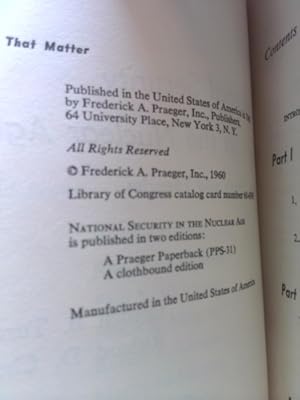 That Matter
Published in the United States of America in
by Frederick A. Praeger, Inc., Publishers,
64 University Place, New York 3, N. Y.
All Rights Reserved
© Frederick A. Praeger, Inc., 1960
Library of Congress catalog card number
NATIONAL SECURITY IN THE NUCLEAR AGE
is published in two editions:
A Praeger Paperback (PPS-31)
A clothbound edition
Manufactured in the United States of America
Contents
Part I
1.
2.
Part